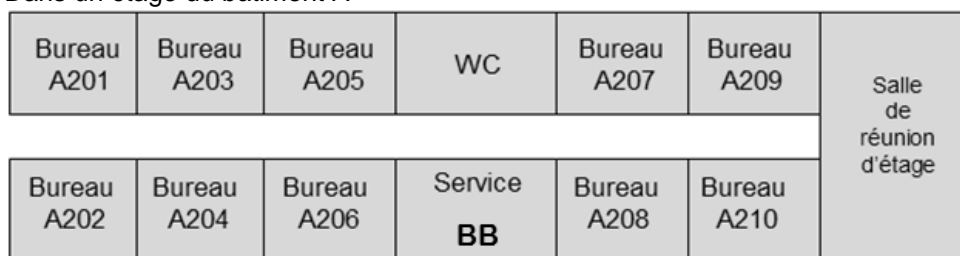 Bureau
A201
Bureau
A203
Bureau
A205
WC
Bureau
A207
Bureau
A209
Salle
de
réunion
d'étage
Bureau
A202
Bureau
A204
Bureau
A206
Service
BB
Bureau
A208
Bureau
A210